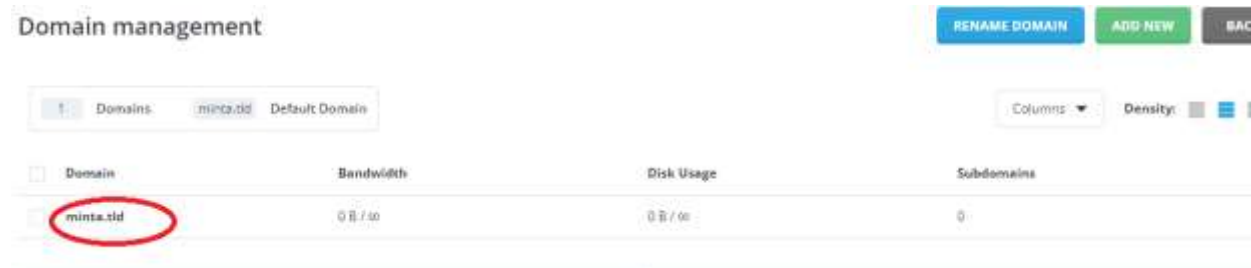 Domain management
RENAME DOMAIN ADD NEW BAC
1 Domains minta.tld Default Domain Columns Density:
Domain Bandwidth Disk Usage Subdomains
minta.tld 0 B / ∞ 0 B / ∞ 0